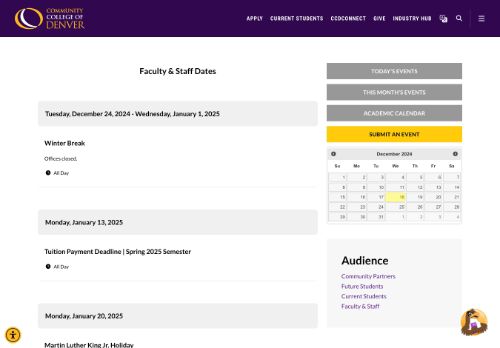 COMMUNITY
COLLEGE OF
DENVER
APPLY CURRENT STUDENTS CCDCONNECT GIVE INDUSTRY HUB
Faculty & Staff Dates
Tuesday, December 24, 2024 - Wednesday, January 1, 2025
Winter Break
Offices closed.
All Day
Monday, January 13, 2025
Tuition Payment Deadline | Spring 2025 Semester
All Day
Monday, January 20, 2025
Martin Luther King Jr. Holiday
TODAY'S EVENTS
THIS MONTH'S EVENTS
ACADEMIC CALENDAR
SUBMIT AN EVENT
December 2024
Su Mo Tu We Th Fr Sa
1 2 3 4 5 6 7
8 9 10 11 12 13 14
15 16 17 18 19 20 21
22 23 24 25 26 27 28
29 30 31 1 2 3 4
Audience
Community Partners
Future Students
Current Students
Faculty & Staff